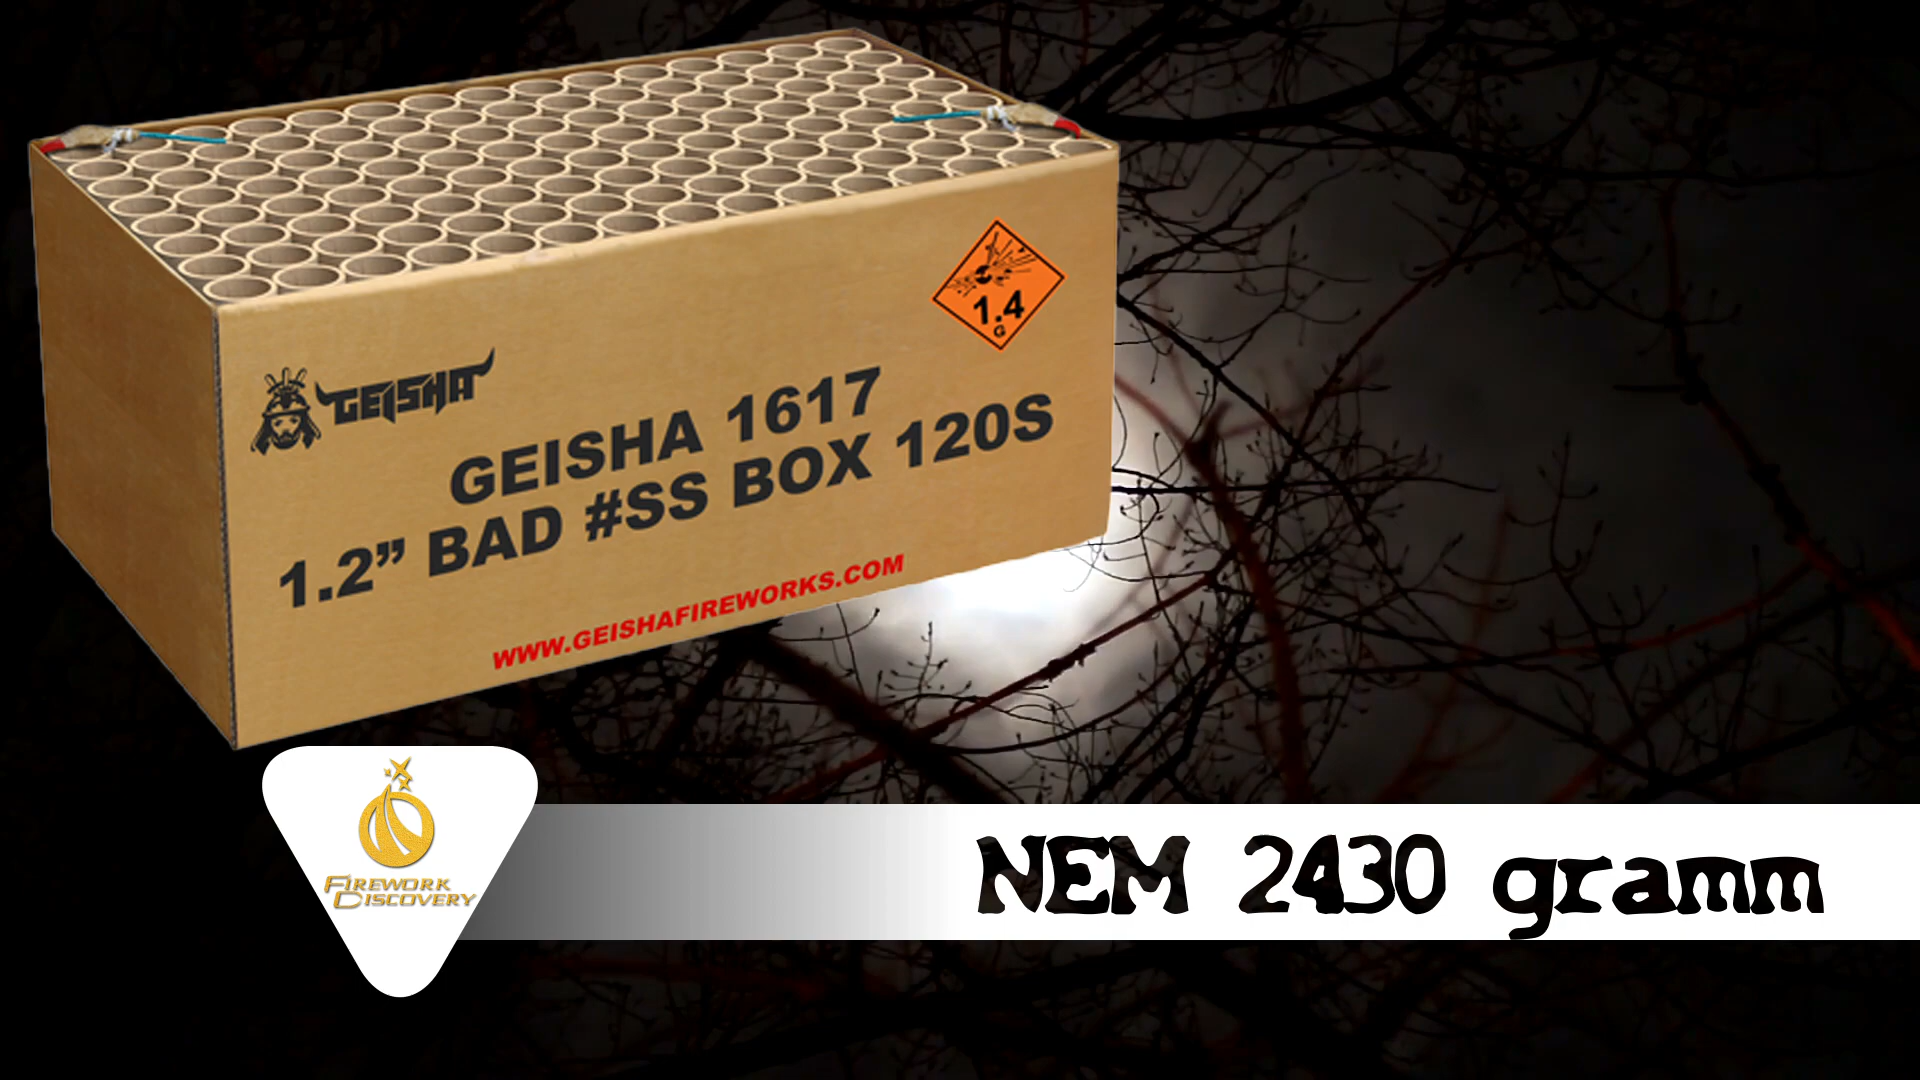 1.4
G
GEISHA
GEISHA 1617
1.2” BAD #SS BOX 120S
WWW.GEISHAFIREWORKS.COM
FIREWORK
DISCOVERY
NEM 2430 gramm